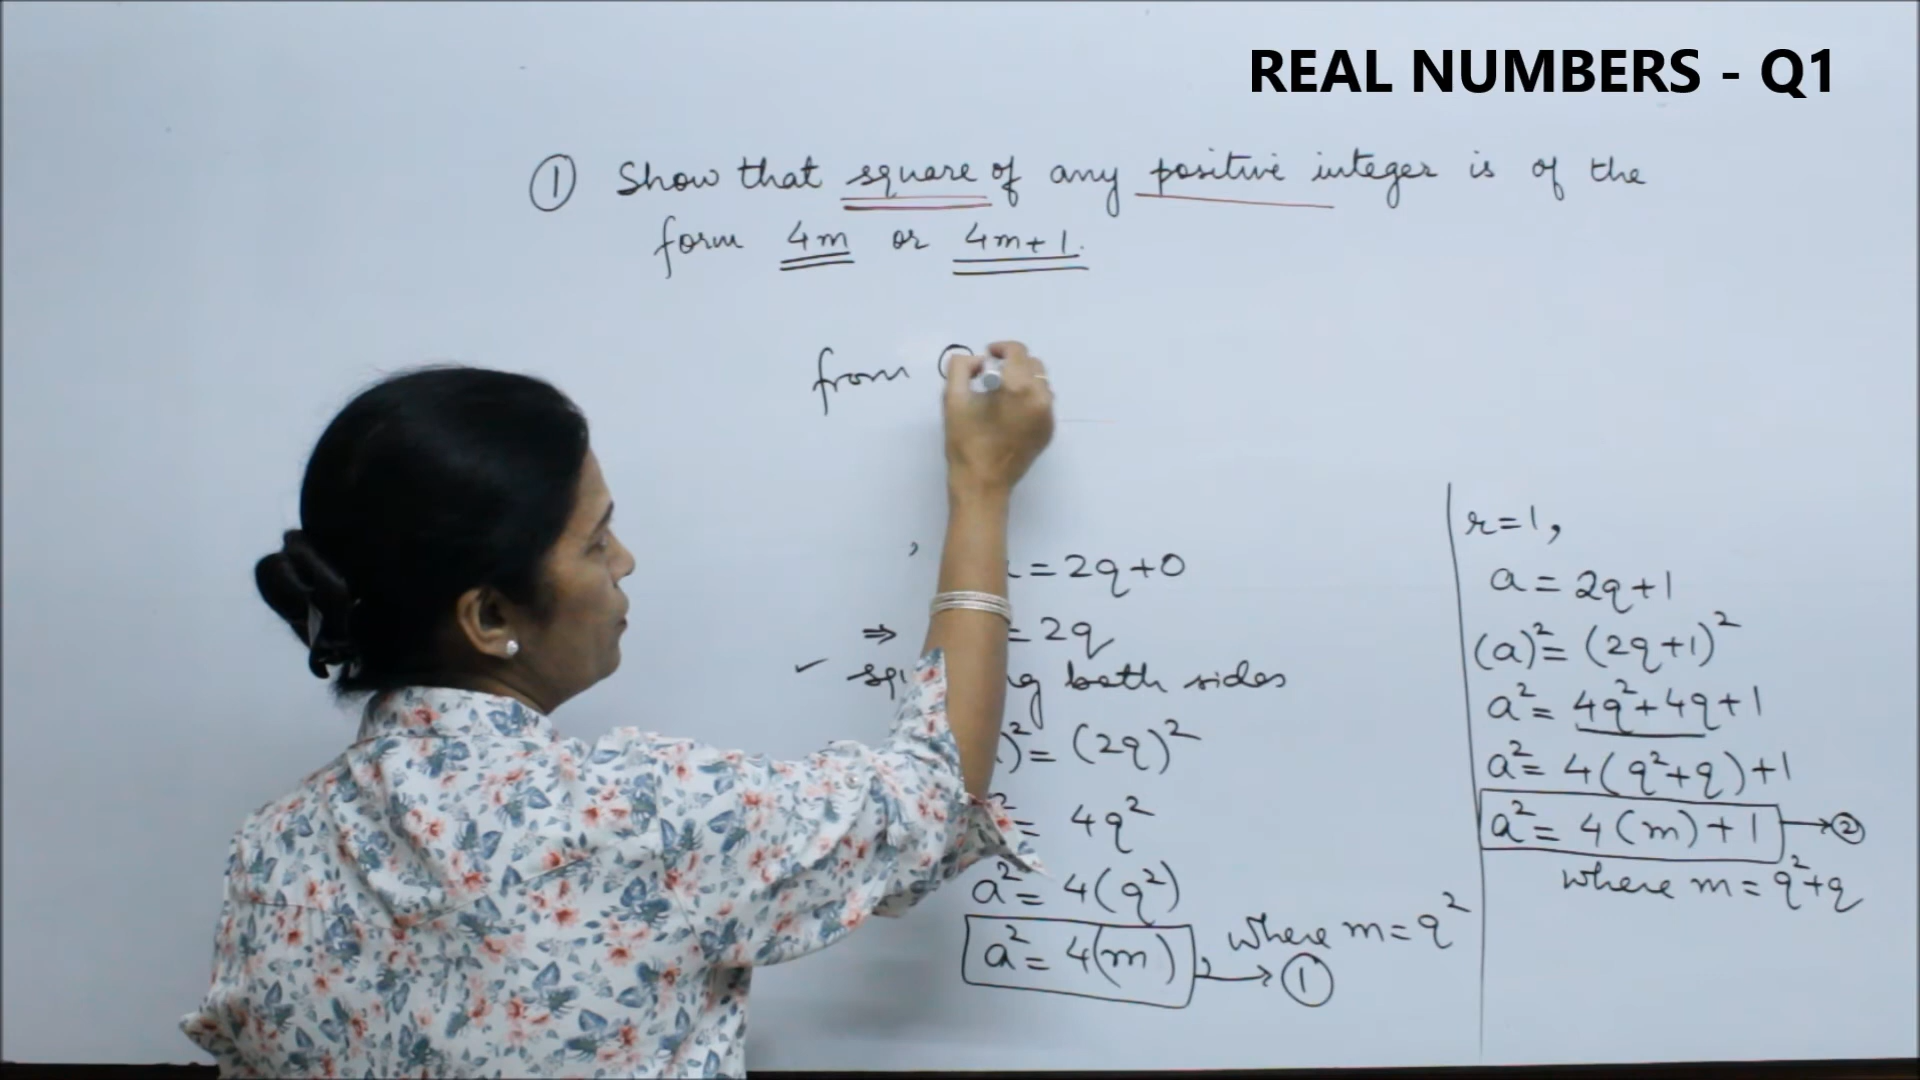 REAL NUMBERS - Q1
① Show that square of any positive integer is of the
form 4m or 4m+1.
from
= 2q+0
⇒ = 2q
✓ both sides
)² = (2q)²
² = 4q²
a² = 4(q²)
a² = 4(m) → ①
where m = q²
r=1,
a = 2q+1
(a)² = (2q+1)²
a² = 4q²+4q+1
a² = 4(q²+q)+1
a² = 4(m)+1 → ②
where m = q²+q